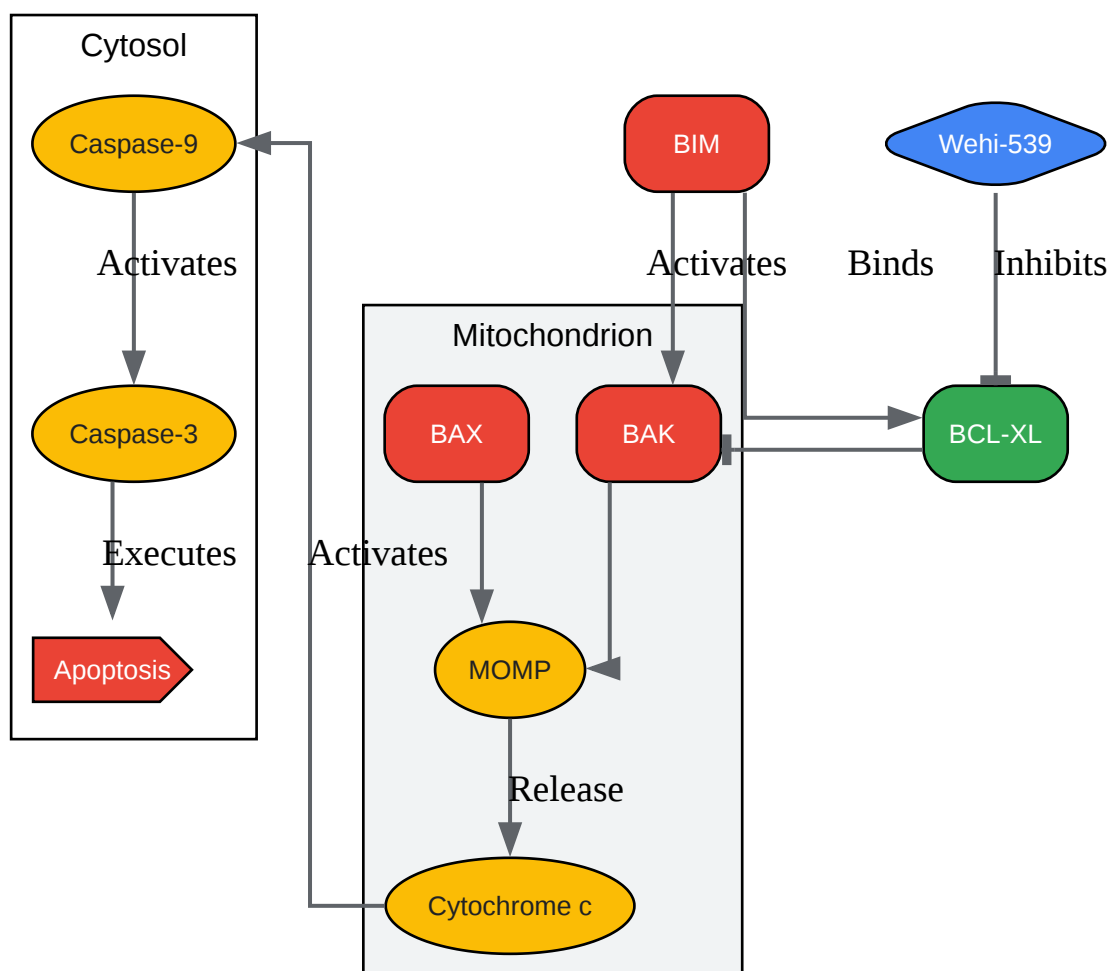 Cytosol
Caspase-9
BIM
Wehi-539
Activates
Activates
Binds
Inhibits
Mitochondrion
Caspase-3
BAX
BAK
BCL-XL
Executes
Activates
Apoptosis
MOMP
Release
Cytochrome c